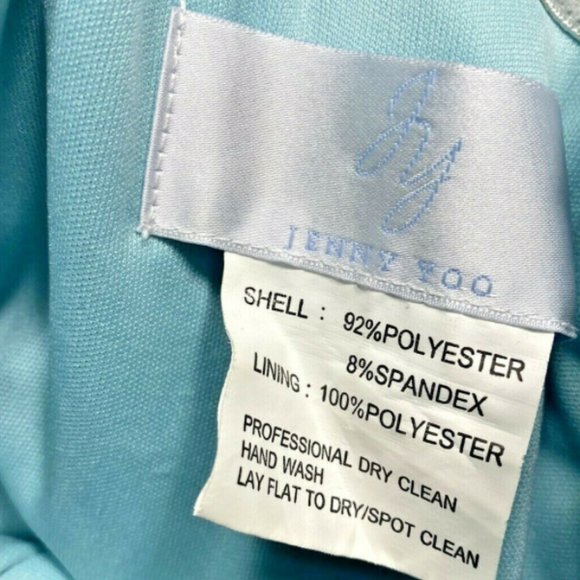 JY
JENNY YOO
SHELL : 92%POLYESTER
8%SPANDEX
LINING : 100%POLYESTER
PROFESSIONAL DRY CLEAN
HAND WASH
LAY FLAT TO DRY/SPOT CLEAN